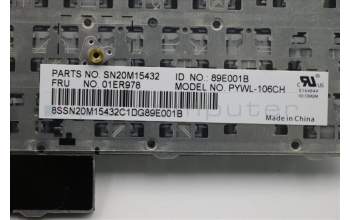 PARTS NO. SN20M15432 ID NO.: 89E001B
FRU NO. 01ER978 MODEL NO. PYWL-106CH
8SSN20M15432C1DG89E001B
Made in China